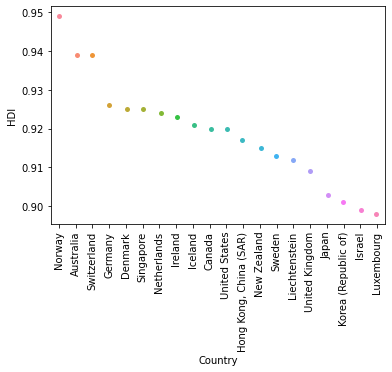 0.95
0.94
0.93
0.92
0.91
0.90
HDI
Norway
Australia
Switzerland
Germany
Denmark
Singapore
Netherlands
Ireland
Iceland
Canada
United States
Hong Kong, China (SAR)
New Zealand
Sweden
Liechtenstein
United Kingdom
Japan
Korea (Republic of)
Israel
Luxembourg
Country